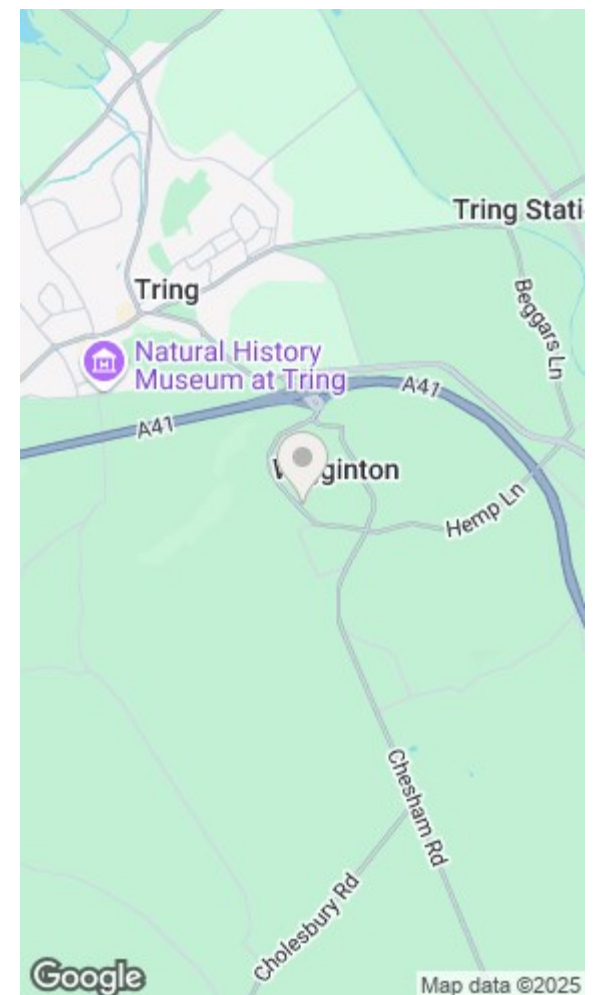 Tring Stati
Beggars Ln
Tring
Natural History
Museum at Tring
A41
A41
ginton
Hemp Ln
Chesham Rd
Cholesbury Rd
Google
Map data ©2025